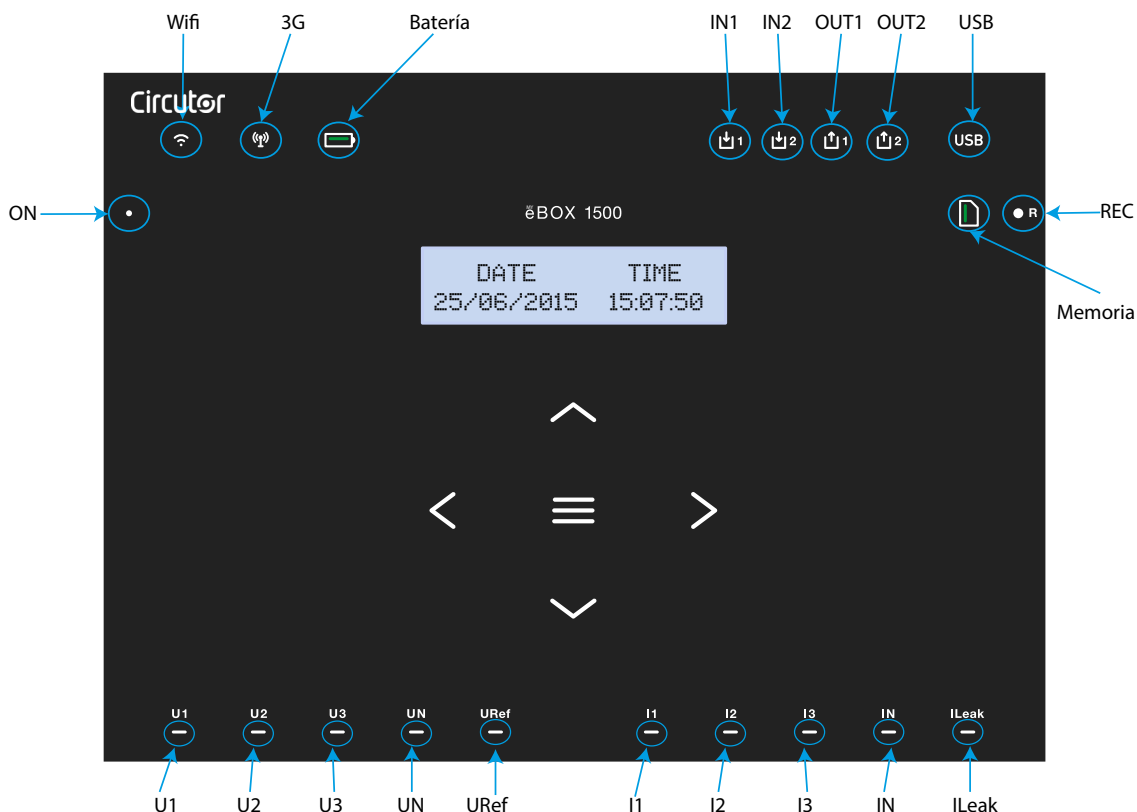 Wifi 3G Batería IN1 IN2 OUT1 OUT2 USB
Circutor
1 2 1 2 USB
ON
MY
eBOX 1500
R
REC
DATE TIME
25/06/2015 15:07:50
Memoria
U1 U2 U3 UN URef I1 I2 I3 IN ILeak
U1 U2 U3 UN URef I1 I2 I3 IN ILeak